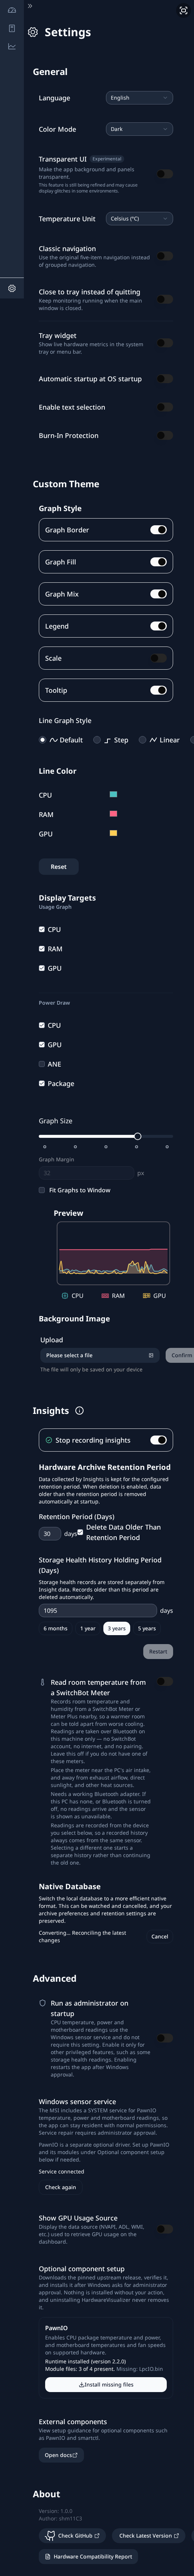 Settings
General
Language
English
Color Mode
Dark
Transparent UI
Experimental
Make the app background and panels
transparent.
This feature is still being refined and may cause
display glitches in some environments.
Temperature Unit
Celsius (°C)
Classic navigation
Use the original five-item navigation instead
of grouped navigation.
Close to tray instead of quitting
Keep monitoring running when the main
window is closed.
Tray widget
Show live hardware metrics in the system
tray or menu bar.
Automatic startup at OS startup
Enable text selection
Burn-In Protection
Custom Theme
Graph Style
Graph Border
Graph Fill
Graph Mix
Legend
Scale
Tooltip
Line Graph Style
Default
Step
Linear
Line Color
CPU
RAM
GPU
Reset
Display Targets
Usage Graph
CPU
RAM
GPU
Power Draw
CPU
GPU
ANE
Package
Graph Size
Graph Margin
32
px
Fit Graphs to Window
Preview
CPU
RAM
GPU
Background Image
Upload
Please select a file
Confirm
The file will only be saved on your device
Insights
Stop recording insights
Hardware Archive Retention Period
Data collected by Insights is kept for the configured
retention period. When deletion is enabled, data
older than the retention period is removed
automatically at startup.
Retention Period (Days)
30
days
Delete Data Older Than
Retention Period
Storage Health History Holding Period
(Days)
Storage health records are stored separately from
Insight data. Records older than this period are
deleted automatically.
1095
days
6 months
1 year
3 years
5 years
Restart
Read room temperature from
a SwitchBot Meter
Records room temperature and
humidity from a SwitchBot Meter or
Meter Plus nearby, so a warmer room
can be told apart from worse cooling.
Readings are taken over Bluetooth on
this machine only — no SwitchBot
account, no internet, and no pairing.
Leave this off if you do not have one of
these meters.
Place the meter near the PC's air intake,
and away from exhaust airflow, direct
sunlight, and other heat sources.
Needs a working Bluetooth adapter. If
this PC has none, or Bluetooth is turned
off, no readings arrive and the sensor
is shown as unavailable.
Readings are recorded from the device
you select below, so a recorded history
always comes from the same sensor.
Selecting a different one starts a
separate history rather than continuing
the old one.
Native Database
Switch the local database to a more efficient native
format. This can be watched and cancelled, and your
archive preferences and retention settings are
preserved.
Converting... Reconciling the latest
changes
Cancel
Advanced
Run as administrator on
startup
CPU temperature, power and
motherboard readings use the
Windows sensor service and do not
require this setting. Enable it only for
other privileged features, such as some
storage health readings. Enabling
restarts the app after Windows
approval.
Windows sensor service
The MSI includes a SYSTEM service for PawnIO
temperature, power and motherboard readings, so
the app can start with normal user permissions.
Service repair requires administrator approval.
PawnIO is a separate optional driver. Set up PawnIO
and its modules under Optional component setup
below if needed.
Service connected
Check again
Show GPU Usage Source
Display the data source (NVAPI, ADL, WMI,
etc.) used to retrieve GPU usage on the
dashboard.
Optional component setup
Downloads the pinned upstream release, verifies it,
and installs it after Windows asks for administrator
approval. Nothing is installed without your action,
and uninstalling HardwareVisualizer never removes
it.
PawnIO
Enables CPU package temperature and power,
and motherboard temperatures and fan speeds
on supported hardware.
Runtime installed (version 2.2.0)
Module files: 3 of 4 present. Missing: LpcIO.bin
Install missing files
External components
View setup guidance for optional components such
as PawnIO and smartctl.
Open docs
About
Version: 1.0.0
Author: shm11C3
Check GitHub
Check Latest Version
Hardware Compatibility Report